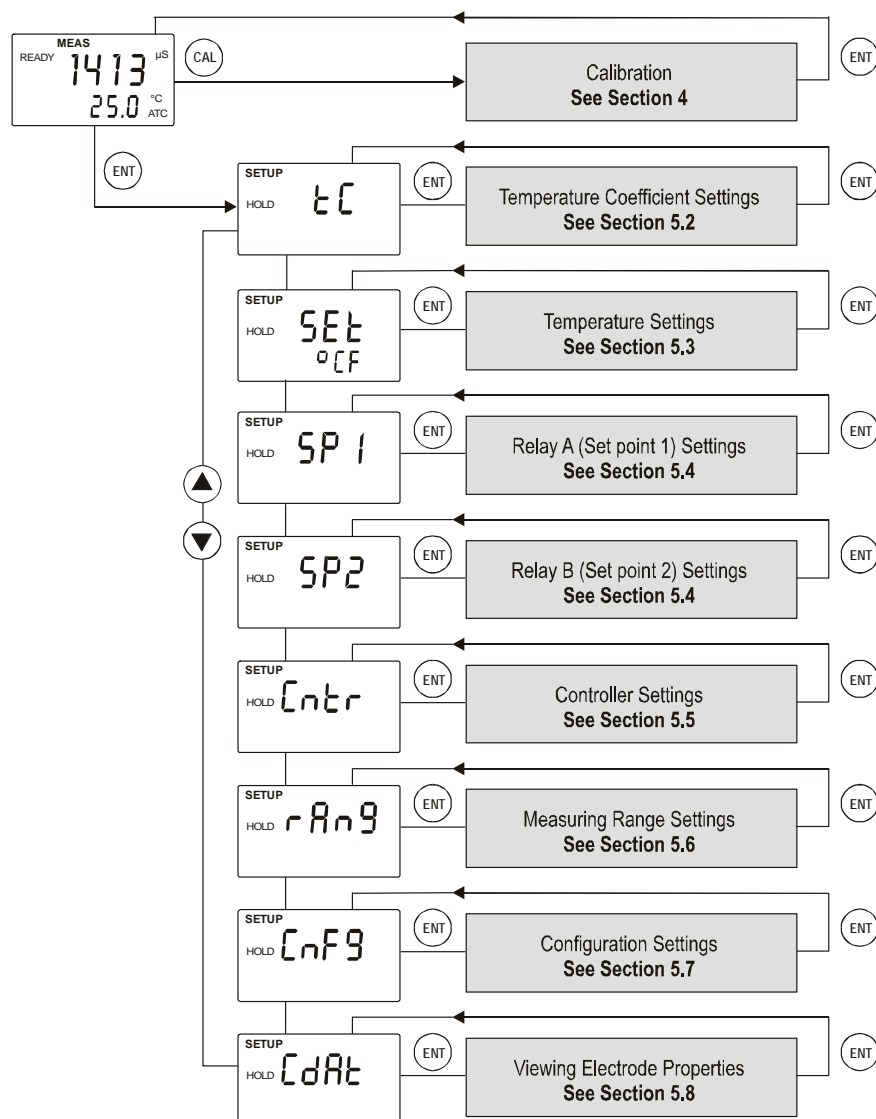 MEAS
READY 1413 µS
25.0 °C
ATC
CAL
Calibration
See Section 4
ENT
ENT
SETUP
HOLD tC
ENT
Temperature Coefficient Settings
See Section 5.2
ENT
SETUP
HOLD SEt
°CF
ENT
Temperature Settings
See Section 5.3
ENT
SETUP
HOLD SP1
ENT
Relay A (Set point 1) Settings
See Section 5.4
ENT
SETUP
HOLD SP2
ENT
Relay B (Set point 2) Settings
See Section 5.4
ENT
SETUP
HOLD Cntr
ENT
Controller Settings
See Section 5.5
ENT
SETUP
HOLD rAng
ENT
Measuring Range Settings
See Section 5.6
ENT
SETUP
HOLD CnFg
ENT
Configuration Settings
See Section 5.7
ENT
SETUP
HOLD CdAt
ENT
Viewing Electrode Properties
See Section 5.8
ENT